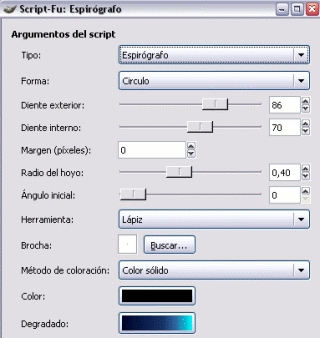 Script-Fu: Espirógrafo
Argumentos del script
Tipo: Espirógrafo
Forma: Circulo
Diente exterior: 86
Diente interno: 70
Margen (píxeles): 0
Radio del hoyo: 0,40
Ángulo inicial: 0
Herramienta: Lápiz
Brocha: Buscar...
Método de coloración: Color sólido
Color:
Degradado: